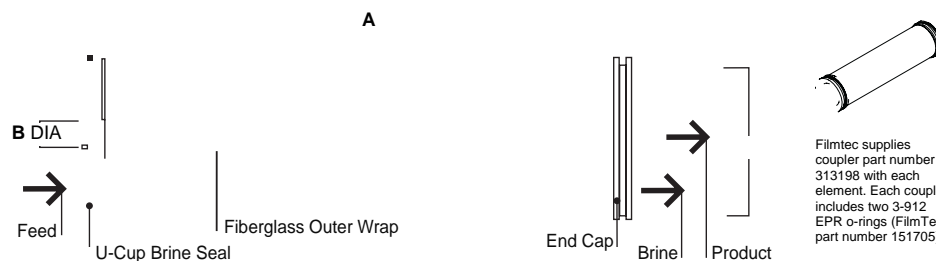 A
B DIA
Feed
U-Cup Brine Seal
Fiberglass Outer Wrap
End Cap
Brine
Product
Filmtec supplies
coupler part number
313198 with each
element. Each coupl
includes two 3-912
EPR o-rings (FilmTe
part number 151705